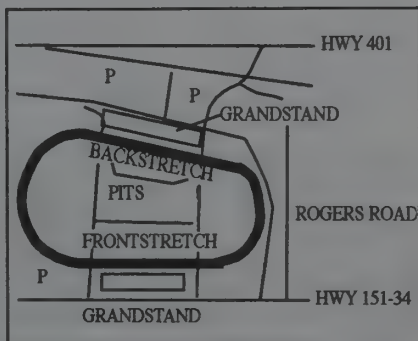 HWY 401
P
P
GRANDSTAND
BACKSTRETCH
PITS
ROGERS ROAD
FRONTSTRETCH
P
HWY 151-34
GRANDSTAND